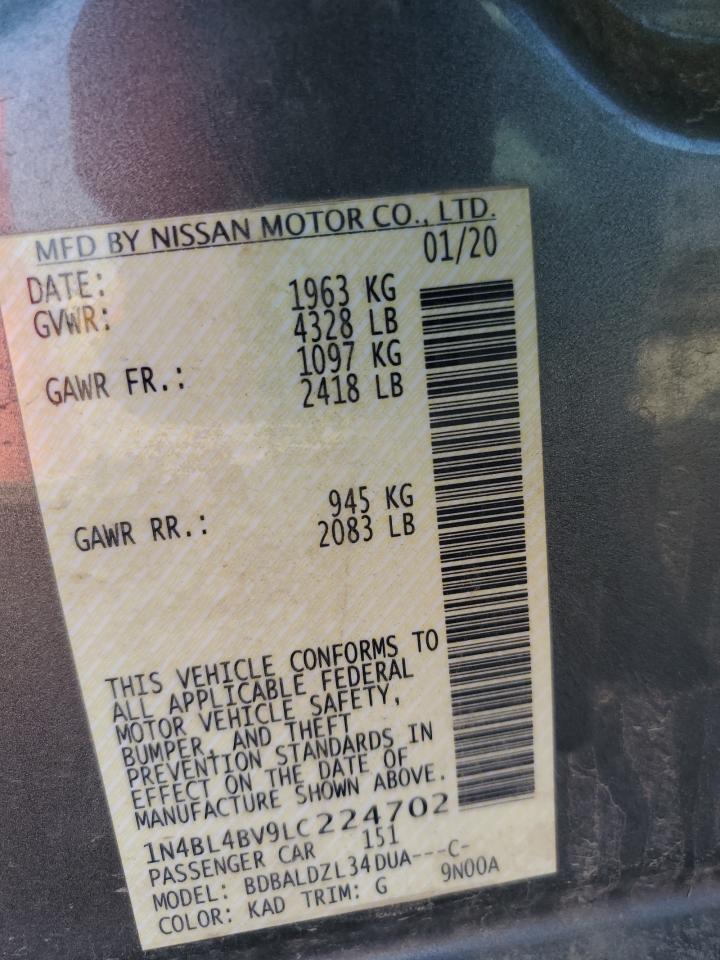 MFD BY NISSAN MOTOR CO., LTD.
DATE: 01/20
GVWR: 1963 KG
4328 LB
GAWR FR.: 1097 KG
2418 LB
GAWR RR.: 945 KG
2083 LB
THIS VEHICLE CONFORMS TO
ALL APPLICABLE FEDERAL
MOTOR VEHICLE SAFETY,
BUMPER, AND THEFT
PREVENTION STANDARDS IN
EFFECT ON THE DATE OF
MANUFACTURE SHOWN ABOVE.
1N4BL4BV9LC224702
PASSENGER CAR 151
MODEL: BDBALDZL34DUA---C-
COLOR: KAD TRIM: G 9N00A